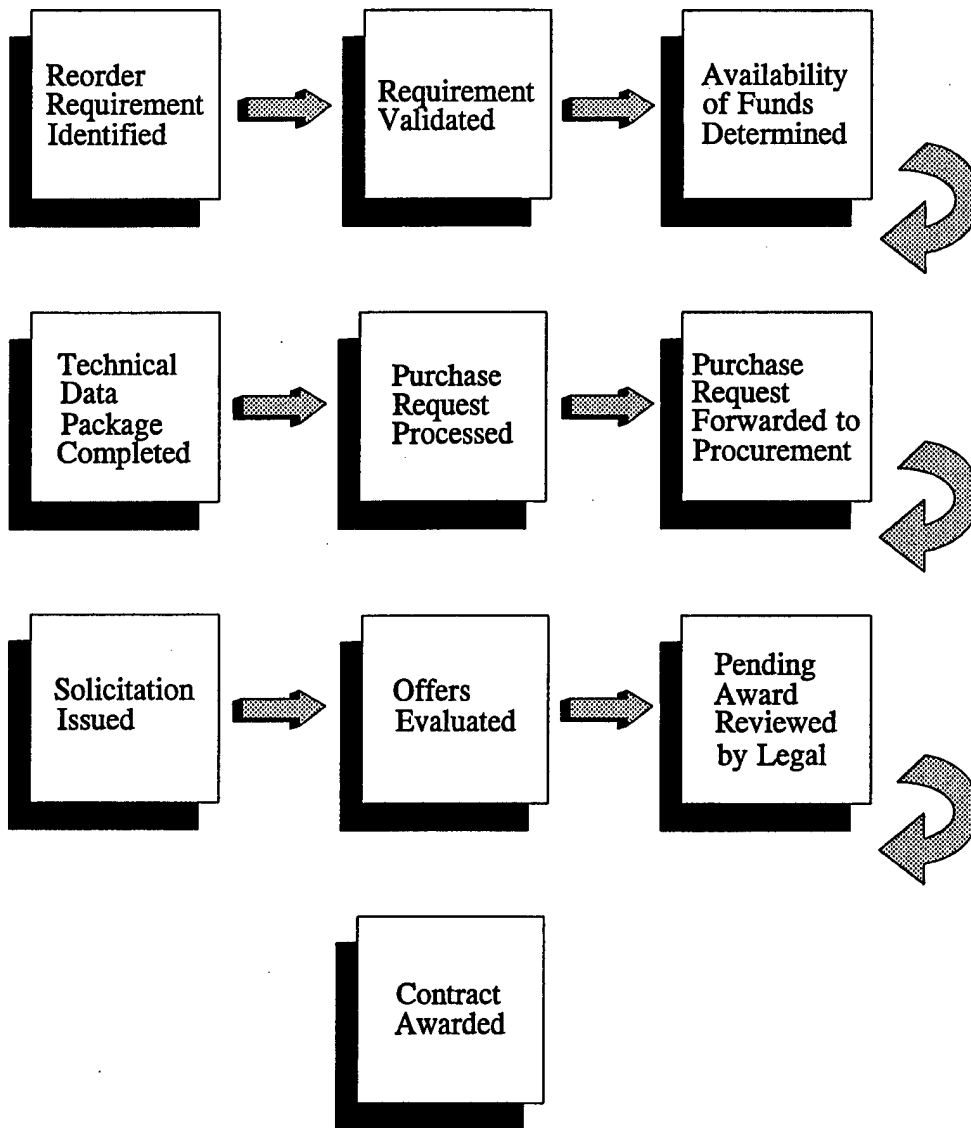 Reorder
Requirement
Identified
Requirement
Validated
Availability
of Funds
Determined
Technical
Data
Package
Completed
Purchase
Request
Processed
Purchase
Request
Forwarded to
Procurement
Solicitation
Issued
Offers
Evaluated
Pending
Award
Reviewed
by Legal
Contract
Awarded